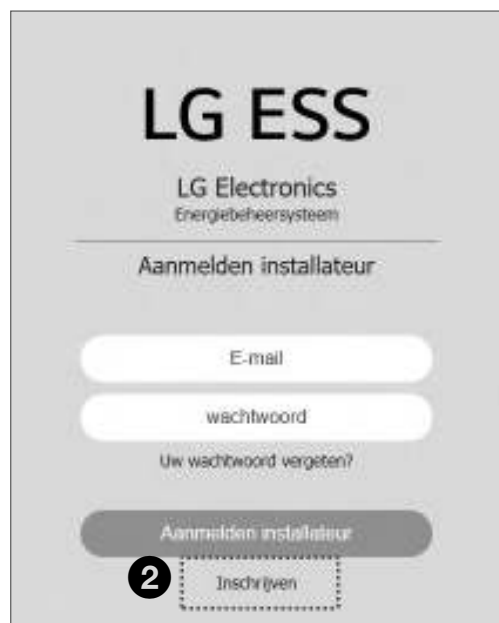 LG ESS
LG Electronics
Energiebeheersysteem
Aanmelden installateur
E-mail
wachtwoord
Uw wachtwoord vergeten?
Aanmelden installateur
2
Inschrijven